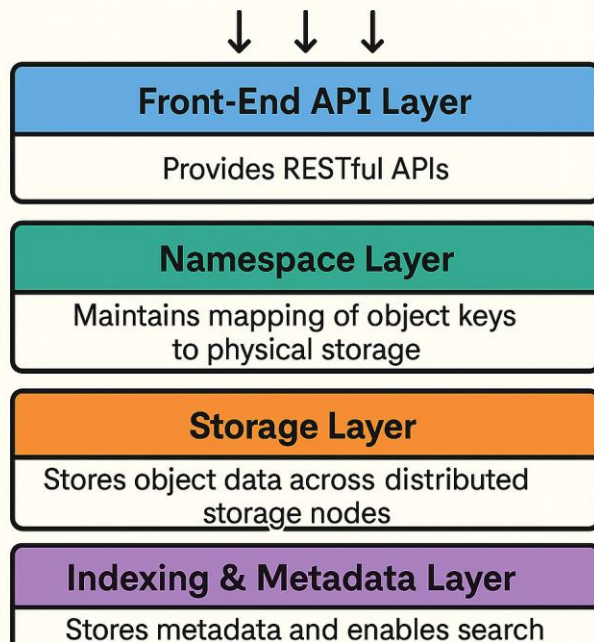 Front-End API Layer
Provides RESTful APIs
Namespace Layer
Maintains mapping of object keys
to physical storage
Storage Layer
Stores object data across distributed
storage nodes
Indexing & Metadata Layer
Stores metadata and enables search